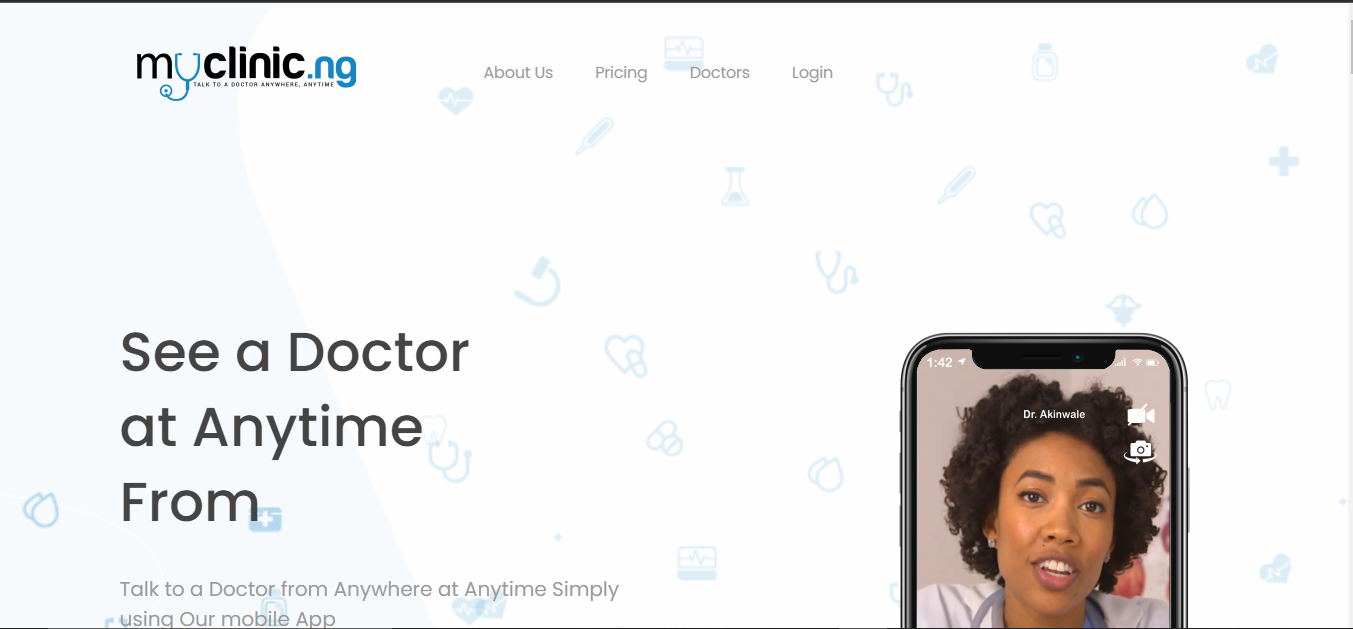 myclinic.ng
TALK TO A DOCTOR ANYWHERE, ANYTIME
About Us
Pricing
Doctors
Login
See a Doctor
at Anytime
From
Talk to a Doctor from Anywhere at Anytime Simply
using Our mobile App
1:42
Dr. Akinwale